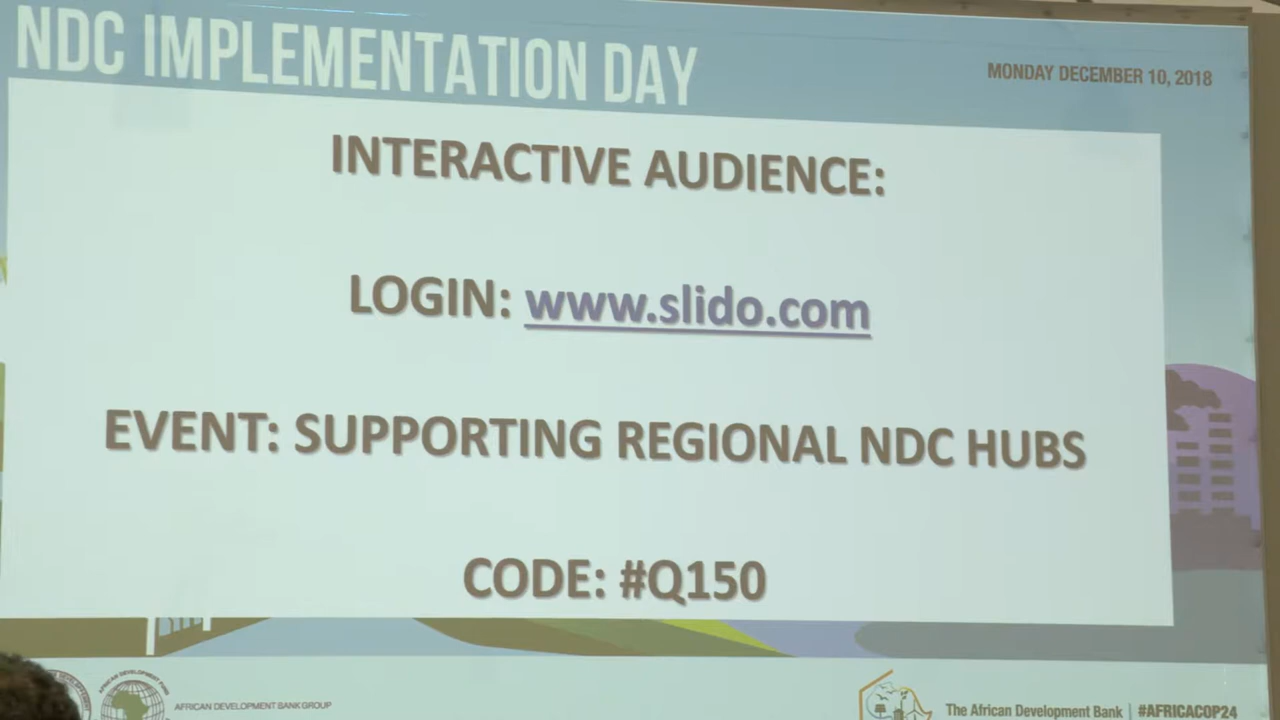 NDC IMPLEMENTATION DAY
MONDAY DECEMBER 10, 2018
INTERACTIVE AUDIENCE:
LOGIN: www.slido.com
EVENT: SUPPORTING REGIONAL NDC HUBS
CODE: #Q150
AFRICAN DEVELOPMENT BANK GROUP
The African Development Bank | #AFRICACOP24